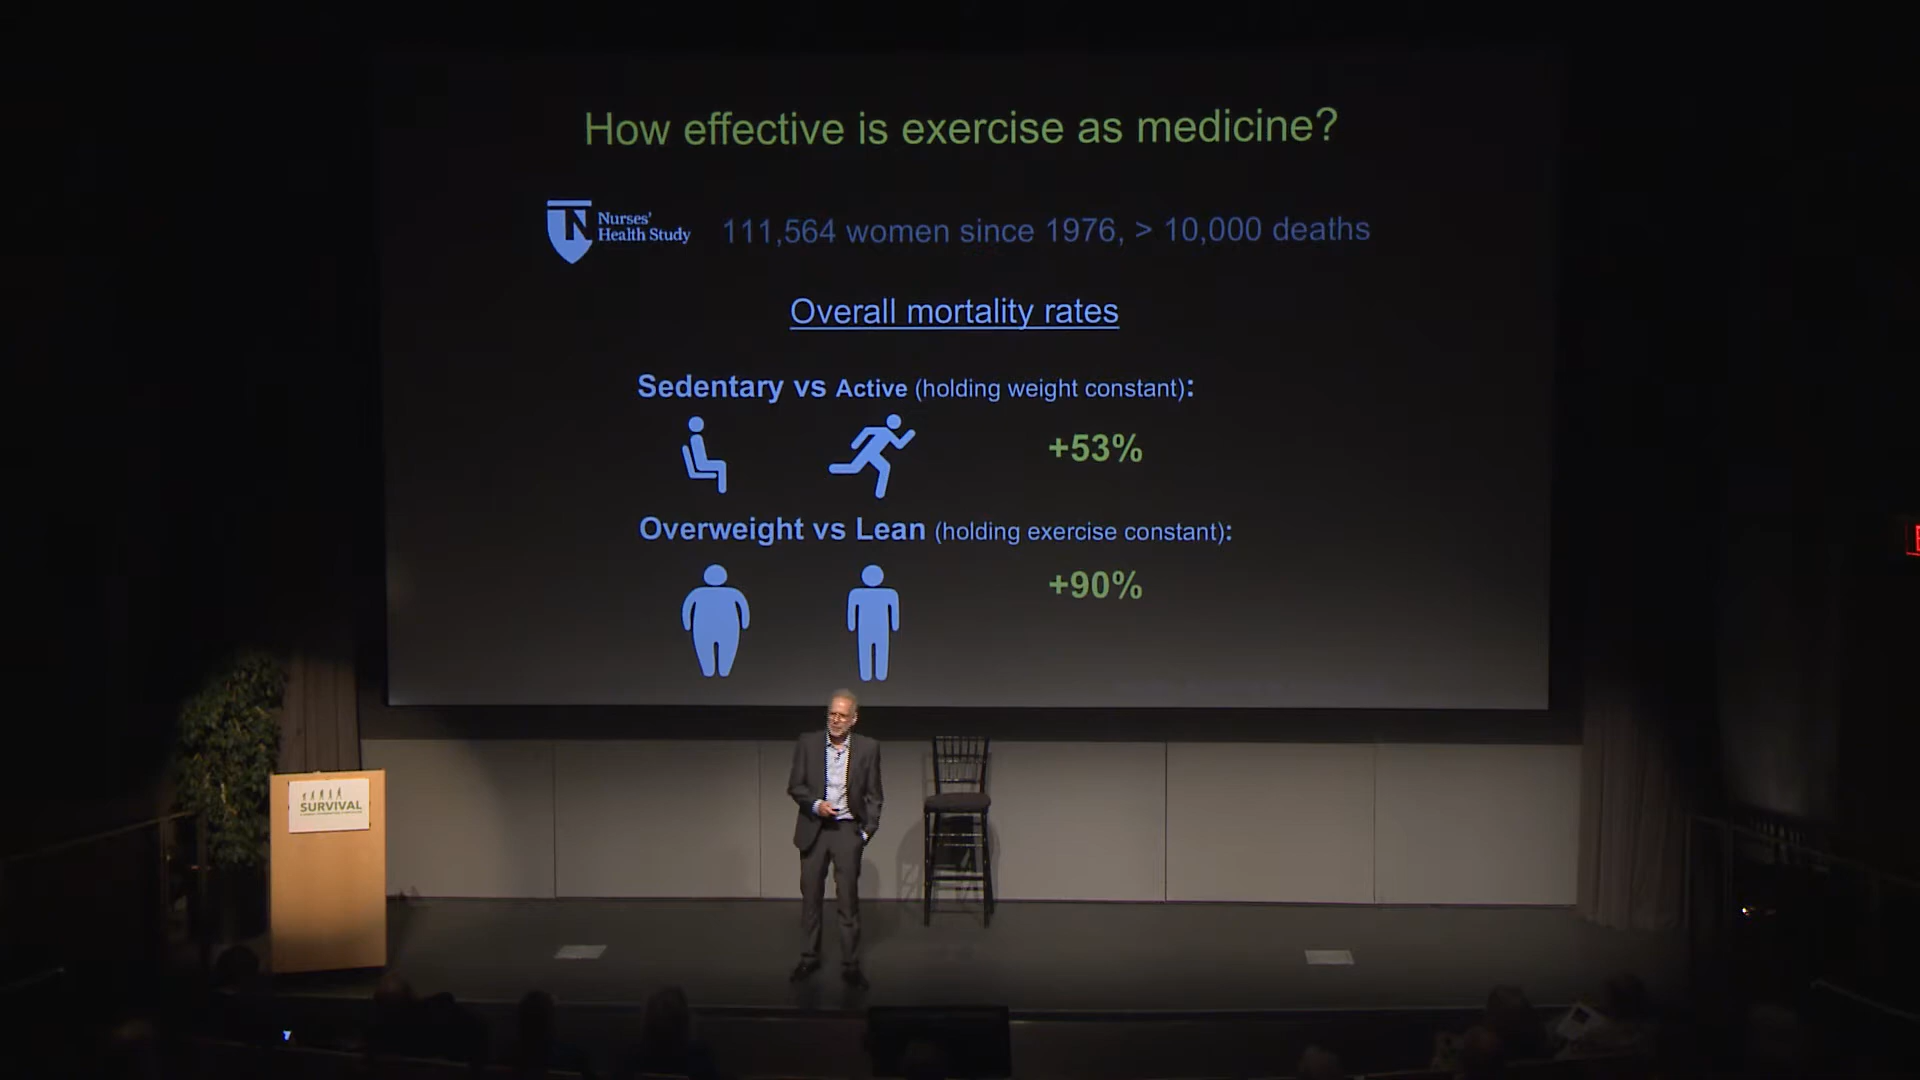 How effective is exercise as medicine?
Nurses'
Health Study
111,564 women since 1976, > 10,000 deaths
Overall mortality rates
Sedentary vs Active (holding weight constant):
+53%
Overweight vs Lean (holding exercise constant):
+90%
SURVIVAL